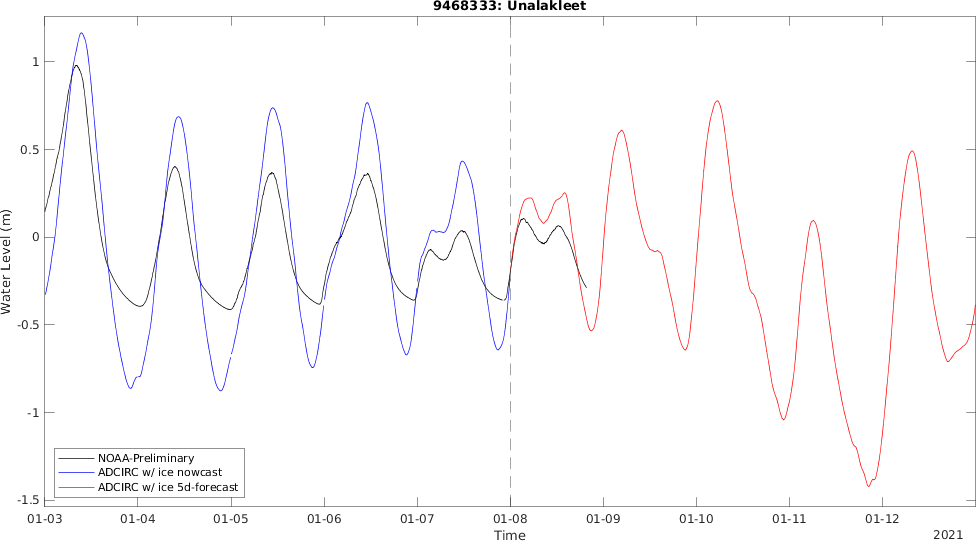 9468333: Unalakleet
Water Level (m)
1
0.5
0
-0.5
-1
-1.5
NOAA-Preliminary
ADCIRC w/ ice nowcast
ADCIRC w/ ice 5d-forecast
01-03 01-04 01-05 01-06 01-07 01-08 01-09 01-10 01-11 01-12
Time
2021